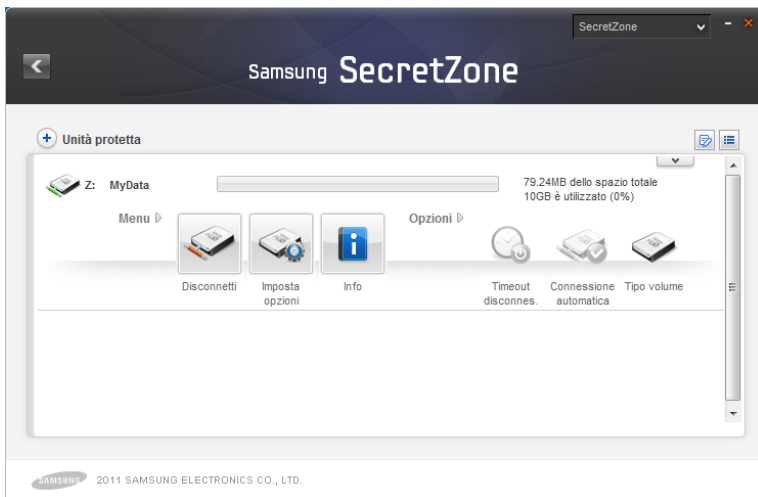 SecretZone
Samsung SecretZone
Unità protetta
Z: MyData
79.24MB dello spazio totale
10GB è utilizzato (0%)
Menu
Opzioni
Disconnetti
Imposta
opzioni
Info
Timeout
disconnes.
Connessione
automatica
Tipo volume
SAMSUNG
2011 SAMSUNG ELECTRONICS CO., LTD.